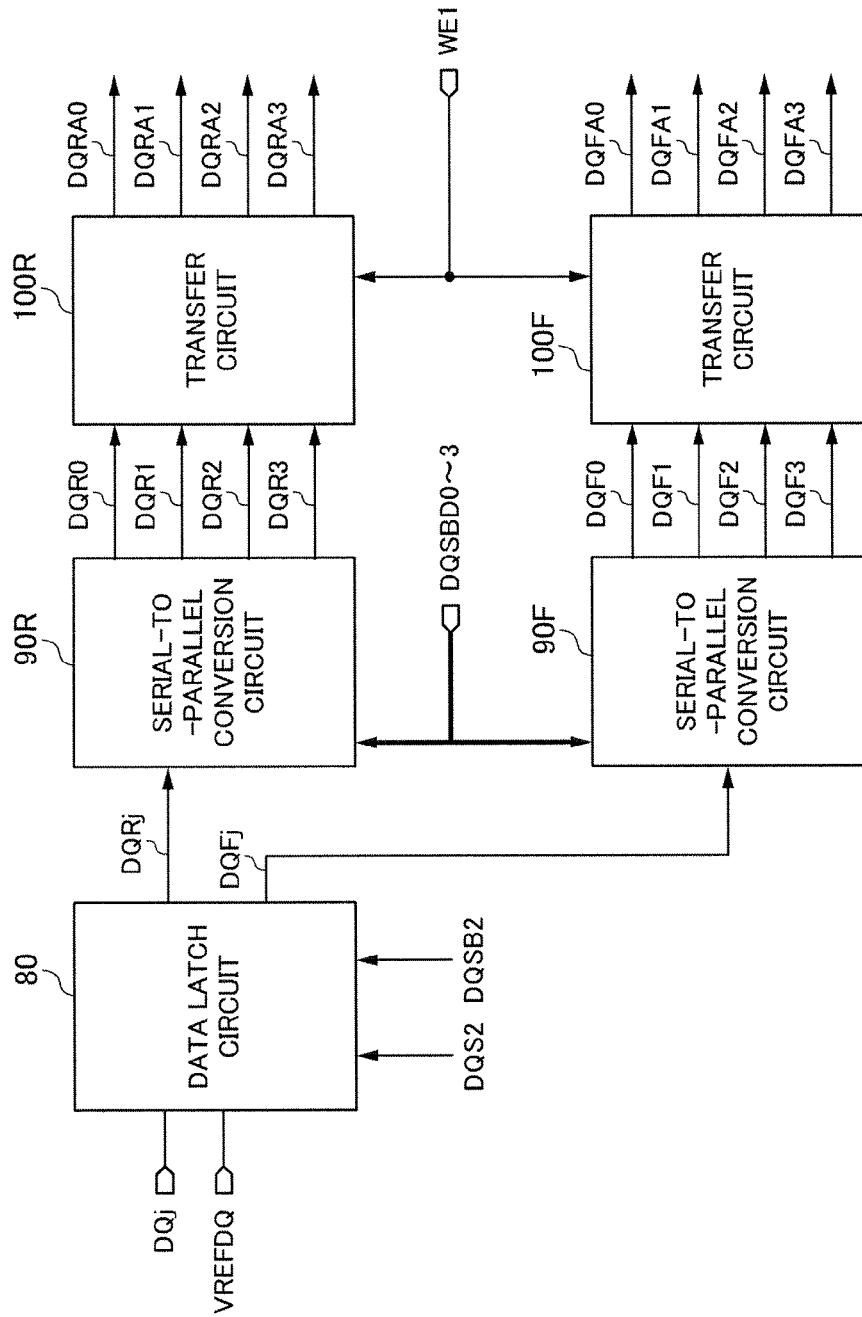 DQj
VREFDQ
80
DATA LATCH
CIRCUIT
DQS2
DQSB2
DQRj
DQFj
90R
SERIAL-TO
-PARALLEL
CONVERSION
CIRCUIT
DQR0
DQR1
DQR2
DQR3
100R
TRANSFER
CIRCUIT
DQRA0
DQRA1
DQRA2
DQRA3
DQSBD0~3
WE1
90F
SERIAL-TO
-PARALLEL
CONVERSION
CIRCUIT
DQF0
DQF1
DQF2
DQF3
100F
TRANSFER
CIRCUIT
DQFA0
DQFA1
DQFA2
DQFA3